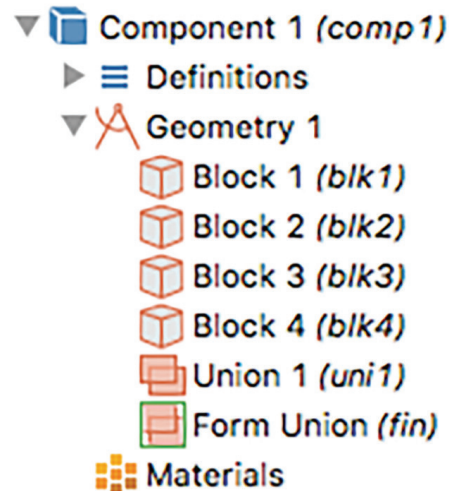 Component 1 (comp1)
Definitions
Geometry 1
Block 1 (blk1)
Block 2 (blk2)
Block 3 (blk3)
Block 4 (blk4)
Union 1 (uni1)
Form Union (fin)
Materials